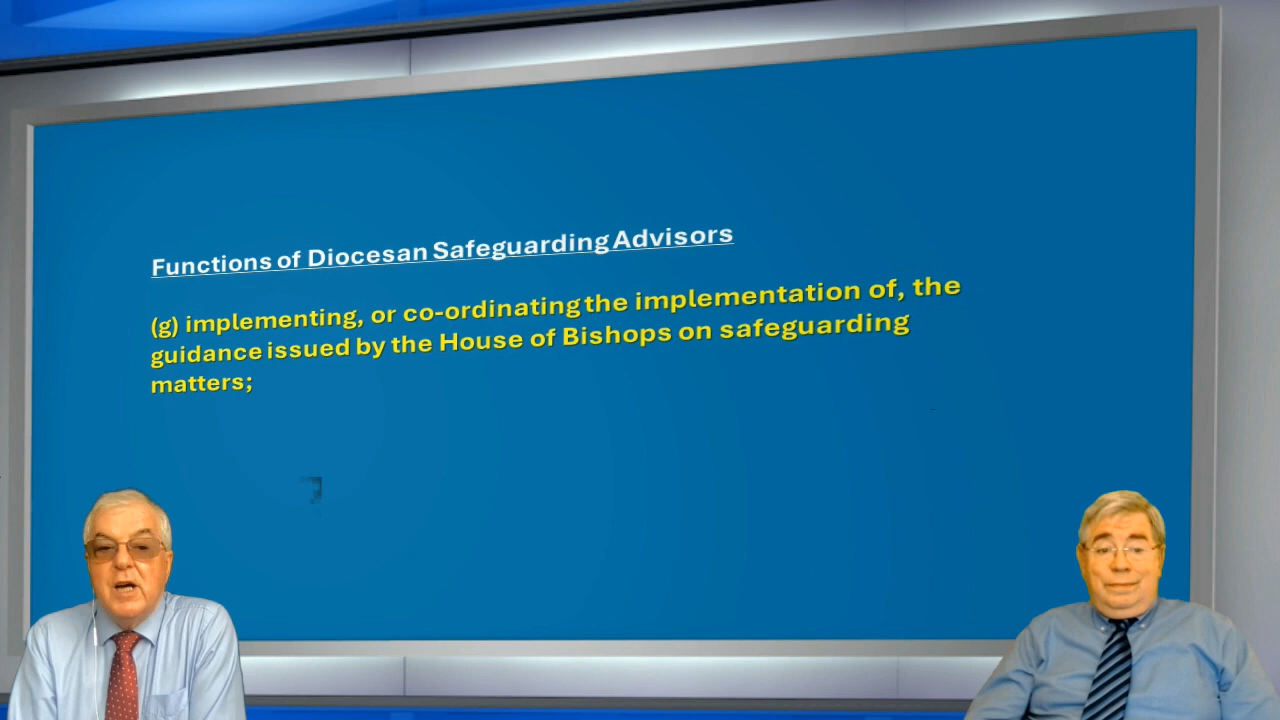 Functions of Diocesan Safeguarding Advisors
(g) implementing, or co-ordinating the implementation of, the
guidance issued by the House of Bishops on safeguarding
matters;